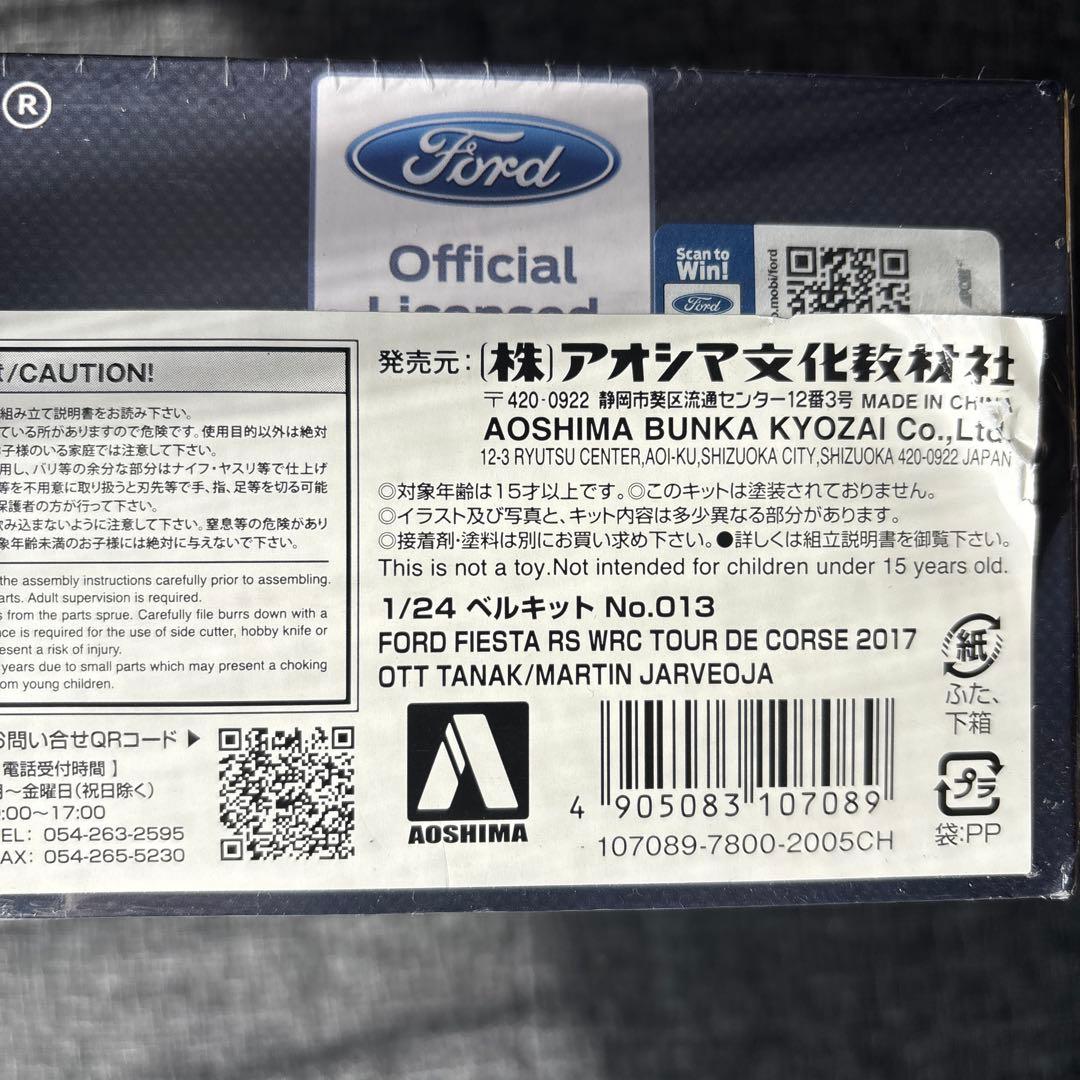 ®
Ford
Official
Licensed
Scan to
Win!
Ford
.mobi/ford
/CAUTION!
組み立て説明書をお読み下さい。
ている所がありますので危険です。使用目的以外は絶対
お子様のいる家庭では注意して下さい。
用し、バリ等の余分な部分はナイフ・ヤスリ等で仕上げ
等を不用意に取り扱うと刃先等で手、指、足等を切る可能
保護者の方が行って下さい。
飲み込まないように注意して下さい。窒息等の危険があり
象年齢未満のお子様には絶対に与えないで下さい。
the assembly instructions carefully prior to assembling.
arts. Adult supervision is required.
s from the parts sprue. Carefully file burrs down with a
nce is required for the use of side cutter, hobby knife or
esent a risk of injury.
years due to small parts which may present a choking
om young children.
お問い合せQRコード ▶
電話受付時間】
月〜金曜日(祝日除く)
:00〜17:00
TEL: 054-263-2595
FAX: 054-265-5230
発売元:(株)アオシマ文化教材社
〒420-0922 静岡市葵区流通センター12番3号 MADE IN CHINA
AOSHIMA BUNKA KYOZAI Co.,Ltd.
12-3 RYUTSU CENTER,AOI-KU,SHIZUOKA CITY,SHIZUOKA 420-0922 JAPAN
◎対象年齢は15才以上です。◎このキットは塗装されておりません。
◎イラスト及び写真と、キット内容は多少異なる部分があります。
◎接着剤・塗料は別にお買い求め下さい。●詳しくは組立説明書を御覧下さい。
This is not a toy.Not intended for children under 15 years old.
1/24 ベルキット No.013
FORD FIESTA RS WRC TOUR DE CORSE 2017
OTT TANAK/MARTIN JARVEOJA
AOSHIMA
4 905083 107089
107089-7800-2005CH
紙
ふた、
下箱
プラ
袋:PP